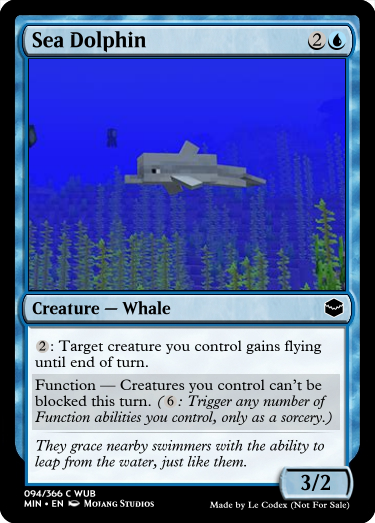 Sea Dolphin 2
Creature — Whale
2: Target creature you control gains flying
until end of turn.
Function — Creatures you control can't be
blocked this turn. (6: Trigger any number of
Function abilities you control, only as a sorcery.)
They grace nearby swimmers with the ability to
leap from the water, just like them.
3/2
094/366 C WUB
MIN • EN Mojang Studios
Made by Le Codex (Not For Sale)